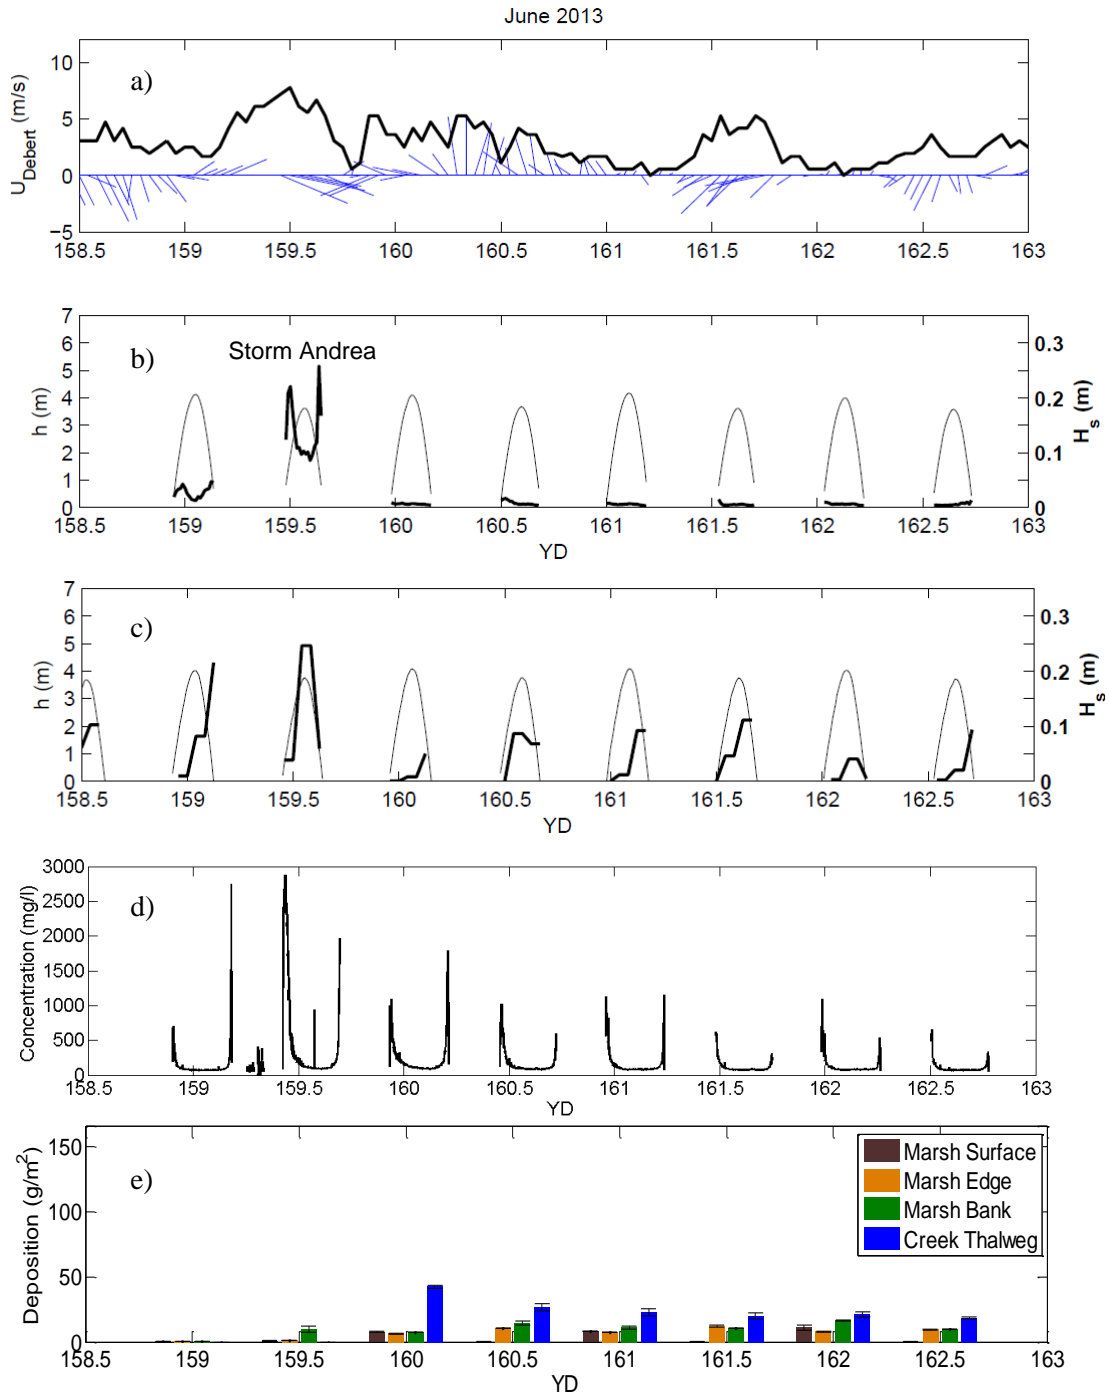 June 2013
a)
U_Debert (m/s)
10
5
0
−5
158.5 159 159.5 160 160.5 161 161.5 162 162.5 163
b)
Storm Andrea
h (m)
7
6
5
4
3
2
1
0
0.3
0.2
0.1
0
H_s (m)
158.5 159 159.5 160 160.5 161 161.5 162 162.5 163
YD
c)
h (m)
7
6
5
4
3
2
1
0
0.3
0.2
0.1
0
H_s (m)
158.5 159 159.5 160 160.5 161 161.5 162 162.5 163
YD
d)
Concentration (mg/l)
3000
2500
2000
1500
1000
500
0
158.5 159 159.5 160 160.5 161 161.5 162 162.5 163
YD
e)
Deposition (g/m²)
150
100
50
0
Marsh Surface
Marsh Edge
Marsh Bank
Creek Thalweg
158.5 159 159.5 160 160.5 161 161.5 162 162.5 163
YD